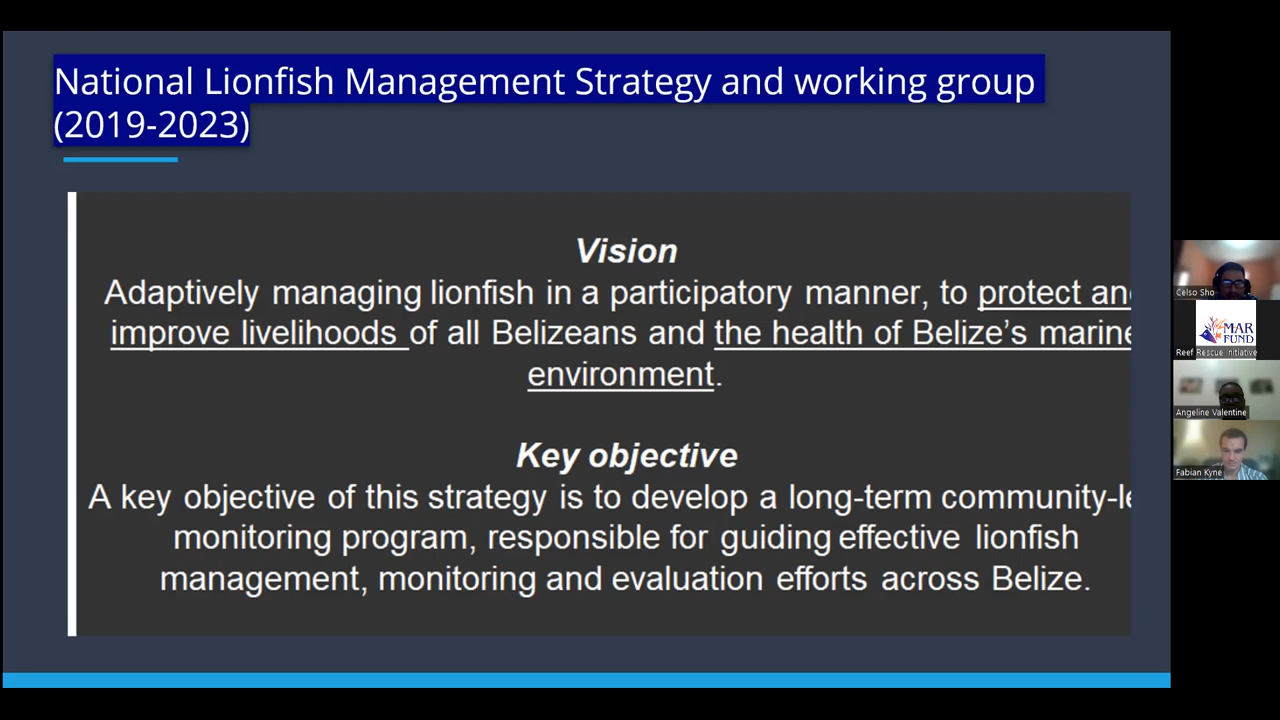 National Lionfish Management Strategy and working group
(2019-2023)
Vision
Adaptively managing lionfish in a participatory manner, to protect an
improve livelihoods of all Belizeans and the health of Belize's marine
environment.
Key objective
A key objective of this strategy is to develop a long-term community-le
monitoring program, responsible for guiding effective lionfish
management, monitoring and evaluation efforts across Belize.
Celso Sho
MAR
FUND
Reef Rescue Initiative
Angeline Valentine
Fabian Kyne